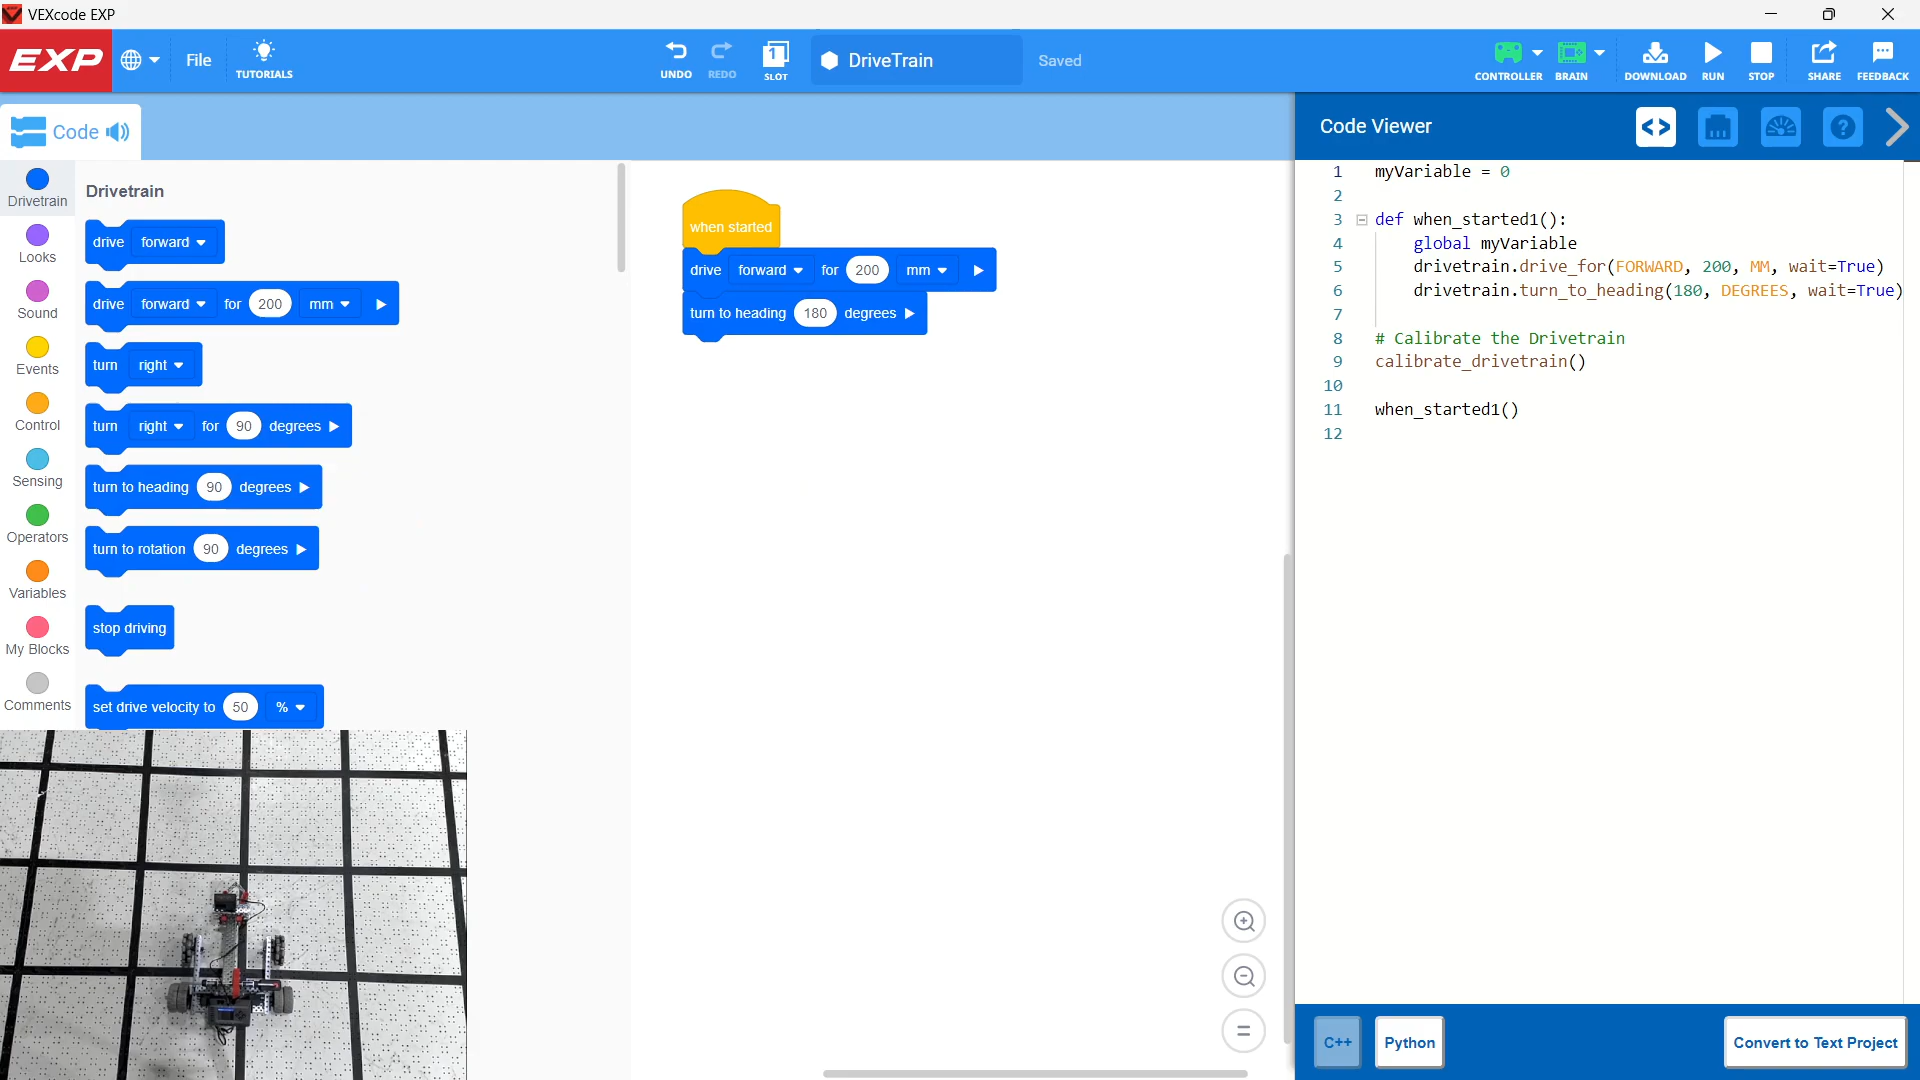 VEXcode EXP
EXP
File
TUTORIALS
UNDO
REDO
1
SLOT
DriveTrain
Saved
CONTROLLER
BRAIN
DOWNLOAD
RUN
STOP
SHARE
FEEDBACK
Code
Code Viewer
Drivetrain
Looks
Sound
Events
Control
Sensing
Operators
Variables
My Blocks
Comments
Drivetrain
drive forward
drive forward for 200 mm
turn right
turn right for 90 degrees
turn to heading 90 degrees
turn to rotation 90 degrees
stop driving
set drive velocity to 50 %
when started
drive forward for 200 mm
turn to heading 180 degrees
1 myVariable = 0
2
3 def when_started1():
4 global myVariable
5 drivetrain.drive_for(FORWARD, 200, MM, wait=True)
6 drivetrain.turn_to_heading(180, DEGREES, wait=True)
7
8 # Calibrate the Drivetrain
9 calibrate_drivetrain()
10
11 when_started1()
12
C++
Python
Convert to Text Project